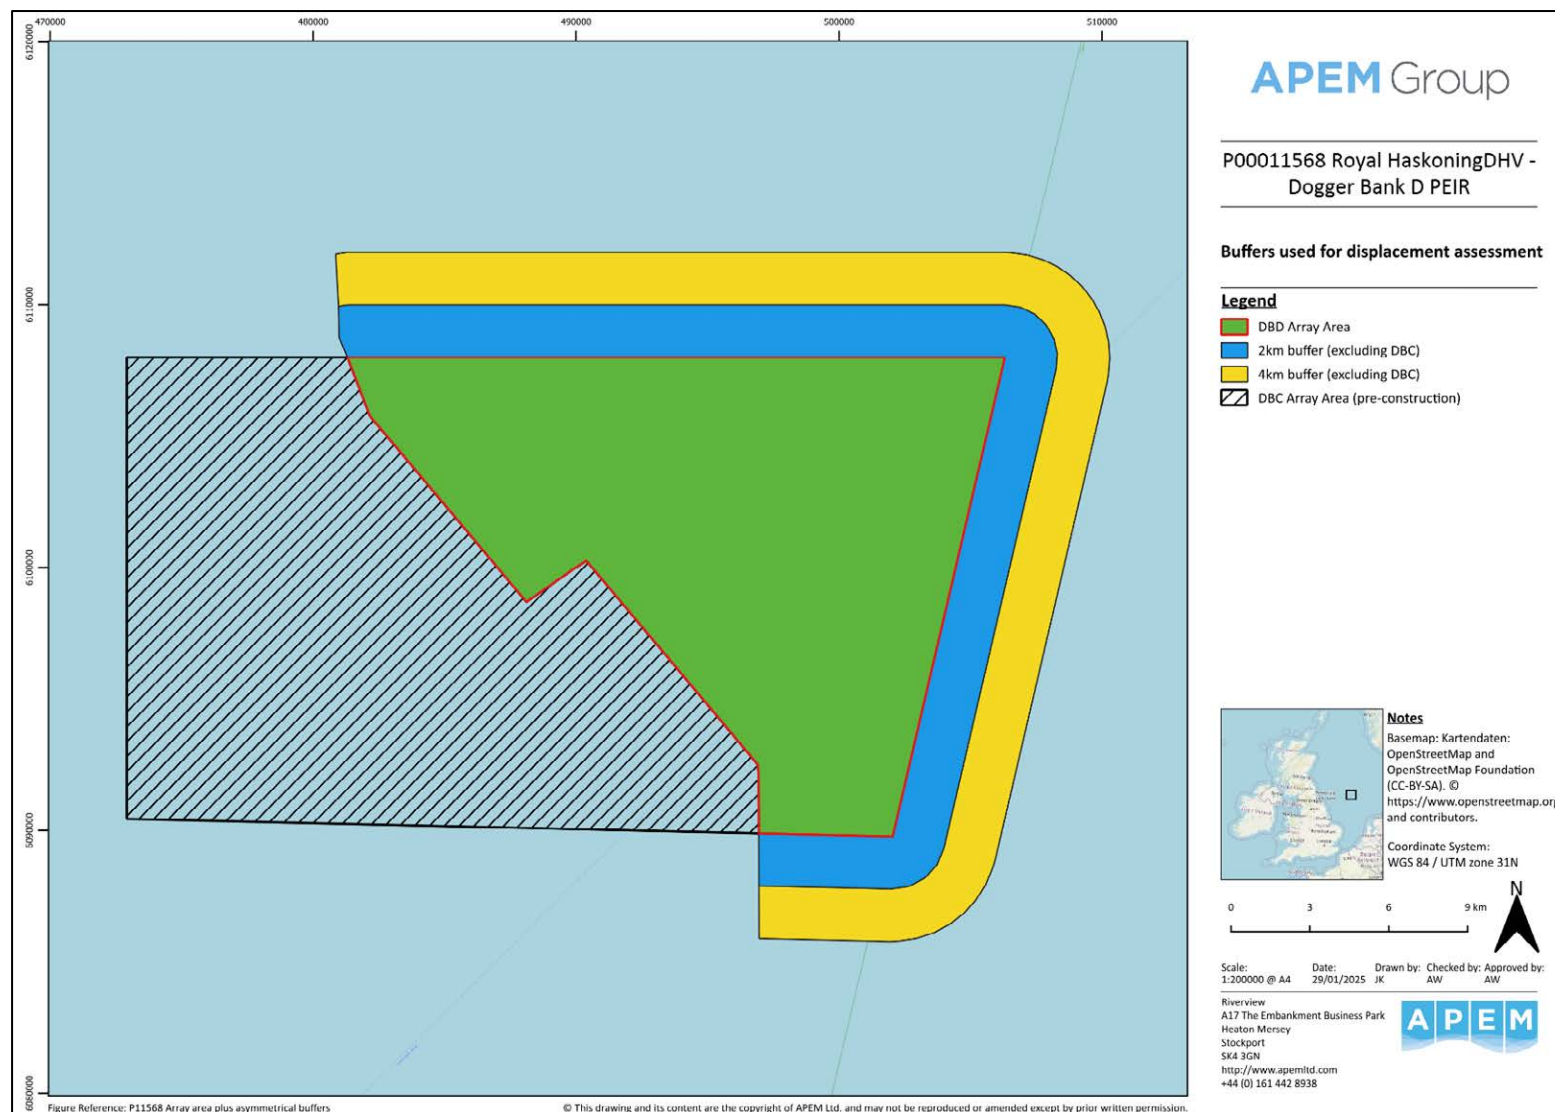 470000
480000
490000
500000
510000
6120000
6110000
6100000
6090000
6080000
APEM Group
P00011568 Royal HaskoningDHV -
Dogger Bank D PEIR
Buffers used for displacement assessment
Legend
DBD Array Area
2km buffer (excluding DBC)
4km buffer (excluding DBC)
DBC Array Area (pre-construction)
Notes
Basemap: Kartendaten:
OpenStreetMap and
OpenStreetMap Foundation
(CC-BY-SA). ©
https://www.openstreetmap.org
and contributors.
Coordinate System:
WGS 84 / UTM zone 31N
N
0 3 6 9 km
Scale: Date: Drawn by: Checked by: Approved by:
1:200000 @ A4 29/01/2025 JK AW AW
Riverview
A17 The Embankment Business Park
Heaton Mersey
Stockport
SK4 3GN
http://www.apemltd.com
+44 (0) 161 442 8938
APEM
Figure Reference: P11568 Array area plus asymmetrical buffers
© This drawing and its content are the copyright of APEM Ltd. and may not be reproduced or amended except by prior written permission.